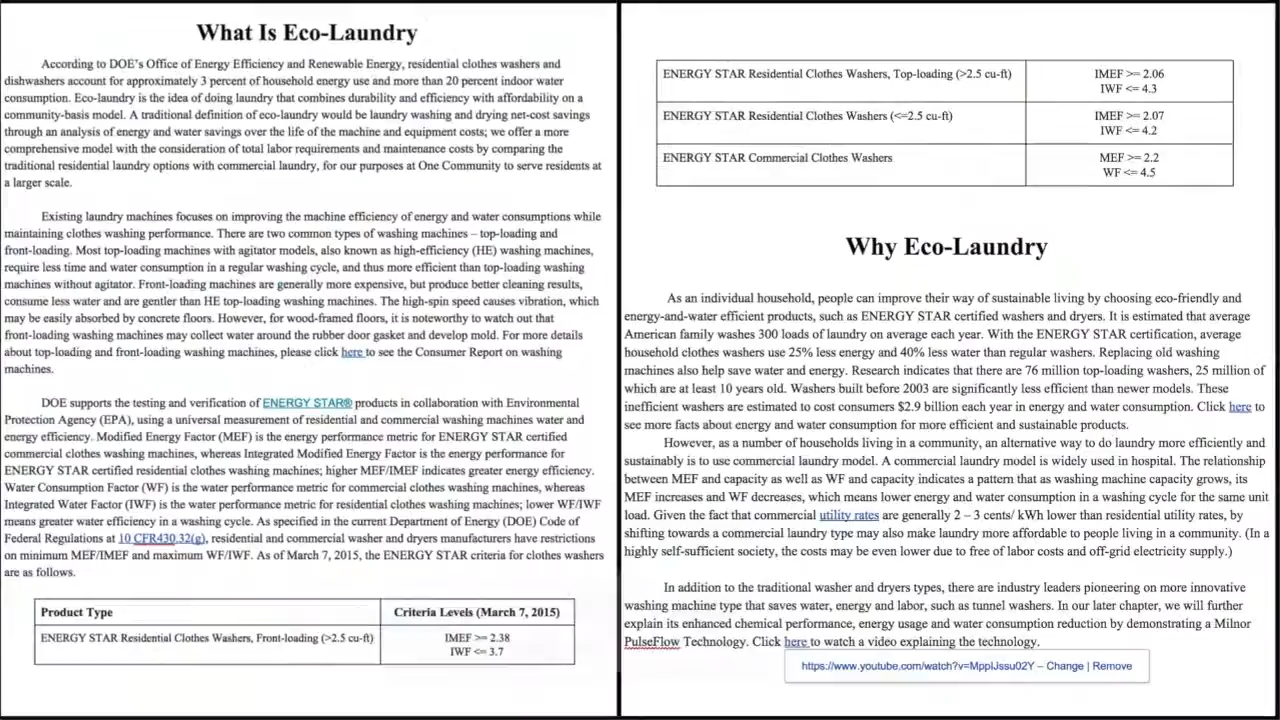 What Is Eco-Laundry
According to DOE's Office of Energy Efficiency and Renewable Energy, residential clothes washers and
dishwashers account for approximately 3 percent of household energy use and more than 20 percent indoor water
consumption. Eco-laundry is the idea of doing laundry that combines durability and efficiency with affordability on a
community-basis model. A traditional definition of eco-laundry would be laundry washing and drying net-cost savings
through an analysis of energy and water savings over the life of the machine and equipment costs; we offer a more
comprehensive model with the consideration of total labor requirements and maintenance costs by comparing the
traditional residential laundry options with commercial laundry, for our purposes at One Community to serve residents at
a larger scale.
Existing laundry machines focuses on improving the machine efficiency of energy and water consumptions while
maintaining clothes washing performance. There are two common types of washing machines – top-loading and
front-loading. Most top-loading machines with agitator models, also known as high-efficiency (HE) washing machines,
require less time and water consumption in a regular washing cycle, and thus more efficient than top-loading washing
machines without agitator. Front-loading machines are generally more expensive, but produce better cleaning results,
consume less water and are gentler than HE top-loading washing machines. The high-spin speed causes vibration, which
may be easily absorbed by concrete floors. However, for wood-framed floors, it is noteworthy to watch out that
front-loading washing machines may collect water around the rubber door gasket and develop mold. For more details
about top-loading and front-loading washing machines, please click here to see the Consumer Report on washing
machines.
DOE supports the testing and verification of ENERGY STAR® products in collaboration with Environmental
Protection Agency (EPA), using a universal measurement of residential and commercial washing machines water and
energy efficiency. Modified Energy Factor (MEF) is the energy performance metric for ENERGY STAR certified
commercial clothes washing machines, whereas Integrated Modified Energy Factor is the energy performance for
ENERGY STAR certified residential clothes washing machines; higher MEF/IMEF indicates greater energy efficiency.
Water Consumption Factor (WF) is the water performance metric for commercial clothes washing machines, whereas
Integrated Water Factor (IWF) is the water performance metric for residential clothes washing machines; lower WF/IWF
means greater water efficiency in a washing cycle. As specified in the current Department of Energy (DOE) Code of
Federal Regulations at 10 CFR430.32(g), residential and commercial washer and dryers manufacturers have restrictions
on minimum MEF/IMEF and maximum WF/IWF. As of March 7, 2015, the ENERGY STAR criteria for clothes washers
are as follows.
Product Type Criteria Levels (March 7, 2015)
ENERGY STAR Residential Clothes Washers, Front-loading (>2.5 cu-ft) IMEF >= 2.38
IWF <= 3.7
ENERGY STAR Residential Clothes Washers, Top-loading (>2.5 cu-ft) IMEF >= 2.06
IWF <= 4.3
ENERGY STAR Residential Clothes Washers (<=2.5 cu-ft) IMEF >= 2.07
IWF <= 4.2
ENERGY STAR Commercial Clothes Washers MEF >= 2.2
WF <= 4.5
Why Eco-Laundry
As an individual household, people can improve their way of sustainable living by choosing eco-friendly and
energy-and-water efficient products, such as ENERGY STAR certified washers and dryers. It is estimated that average
American family washes 300 loads of laundry on average each year. With the ENERGY STAR certification, average
household clothes washers use 25% less energy and 40% less water than regular washers. Replacing old washing
machines also help save water and energy. Research indicates that there are 76 million top-loading washers, 25 million of
which are at least 10 years old. Washers built before 2003 are significantly less efficient than newer models. These
inefficient washers are estimated to cost consumers $2.9 billion each year in energy and water consumption. Click here to
see more facts about energy and water consumption for more efficient and sustainable products.
However, as a number of households living in a community, an alternative way to do laundry more efficiently and
sustainably is to use commercial laundry model. A commercial laundry model is widely used in hospital. The relationship
between MEF and capacity as well as WF and capacity indicates a pattern that as washing machine capacity grows, its
MEF increases and WF decreases, which means lower energy and water consumption in a washing cycle for the same unit
load. Given the fact that commercial utility rates are generally 2 – 3 cents/ kWh lower than residential utility rates, by
shifting towards a commercial laundry type may also make laundry more affordable to people living in a community. (In a
highly self-sufficient society, the costs may be even lower due to free of labor costs and off-grid electricity supply.)
In addition to the traditional washer and dryers types, there are industry leaders pioneering on more innovative
washing machine type that saves water, energy and labor, such as tunnel washers. In our later chapter, we will further
explain its enhanced chemical performance, energy usage and water consumption reduction by demonstrating a Milnor
PulseFlow Technology. Click here to watch a video explaining the technology.
https://www.youtube.com/watch?v=MppIJssu02Y – Change | Remove